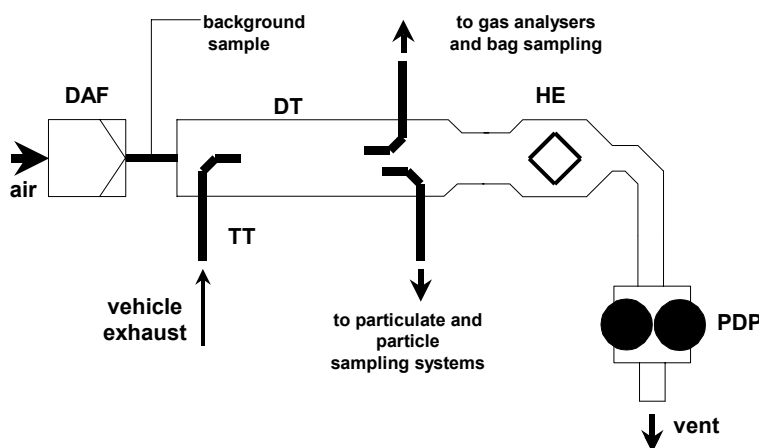 background
sample
to gas analysers
and bag sampling
DAF
DT
HE
air
TT
vehicle
exhaust
to particulate and
particle
sampling systems
PDP
vent